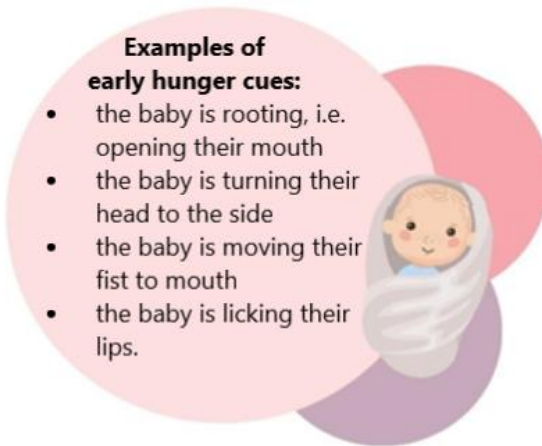 Examples of
early hunger cues:
• the baby is rooting, i.e.
opening their mouth
• the baby is turning their
head to the side
• the baby is moving their
fist to mouth
• the baby is licking their
lips.